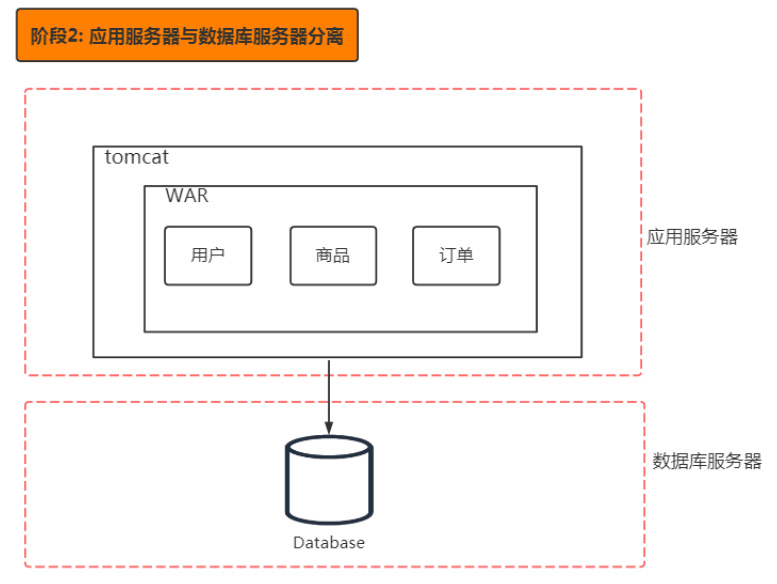 阶段2: 应用服务器与数据库服务器分离
tomcat
WAR
用户
商品
订单
应用服务器
数据库服务器
Database